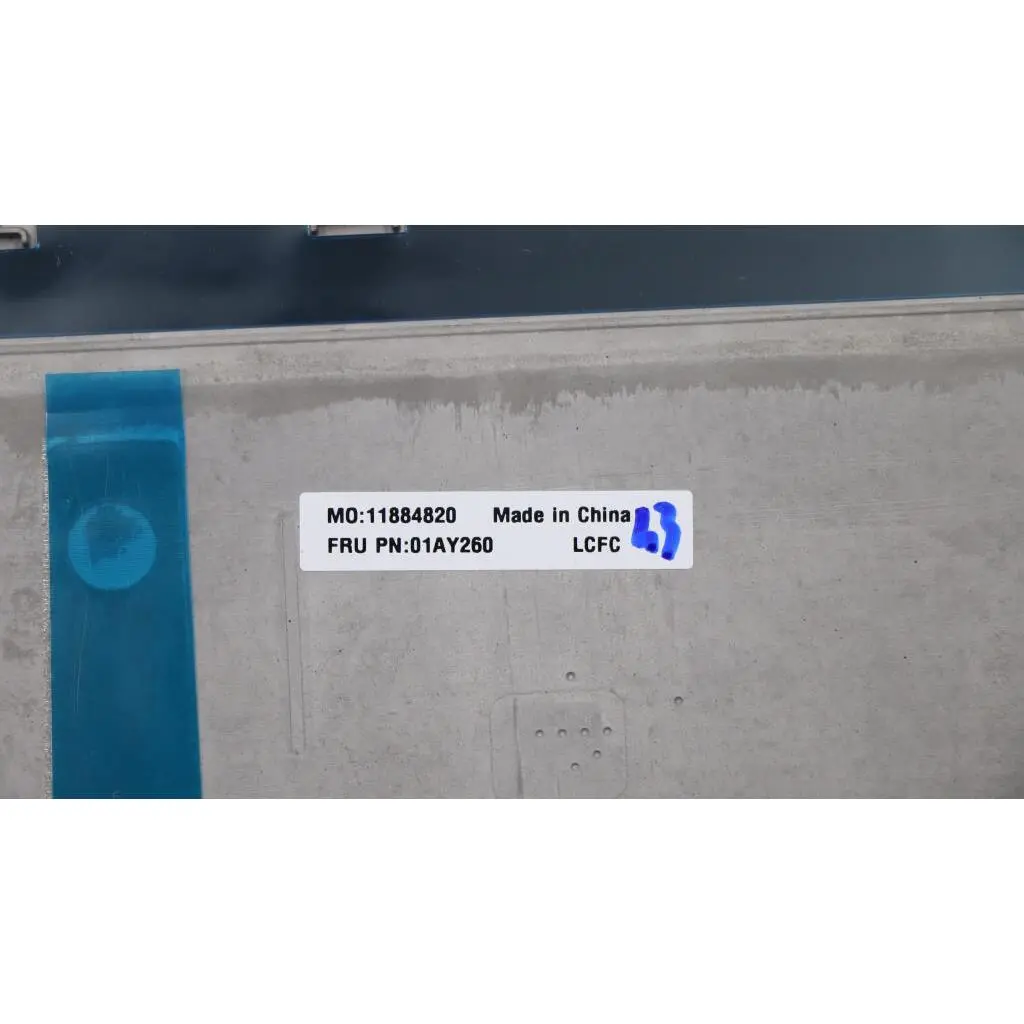 MO:11884820 Made in China
FRU PN:01AY260 LCFC